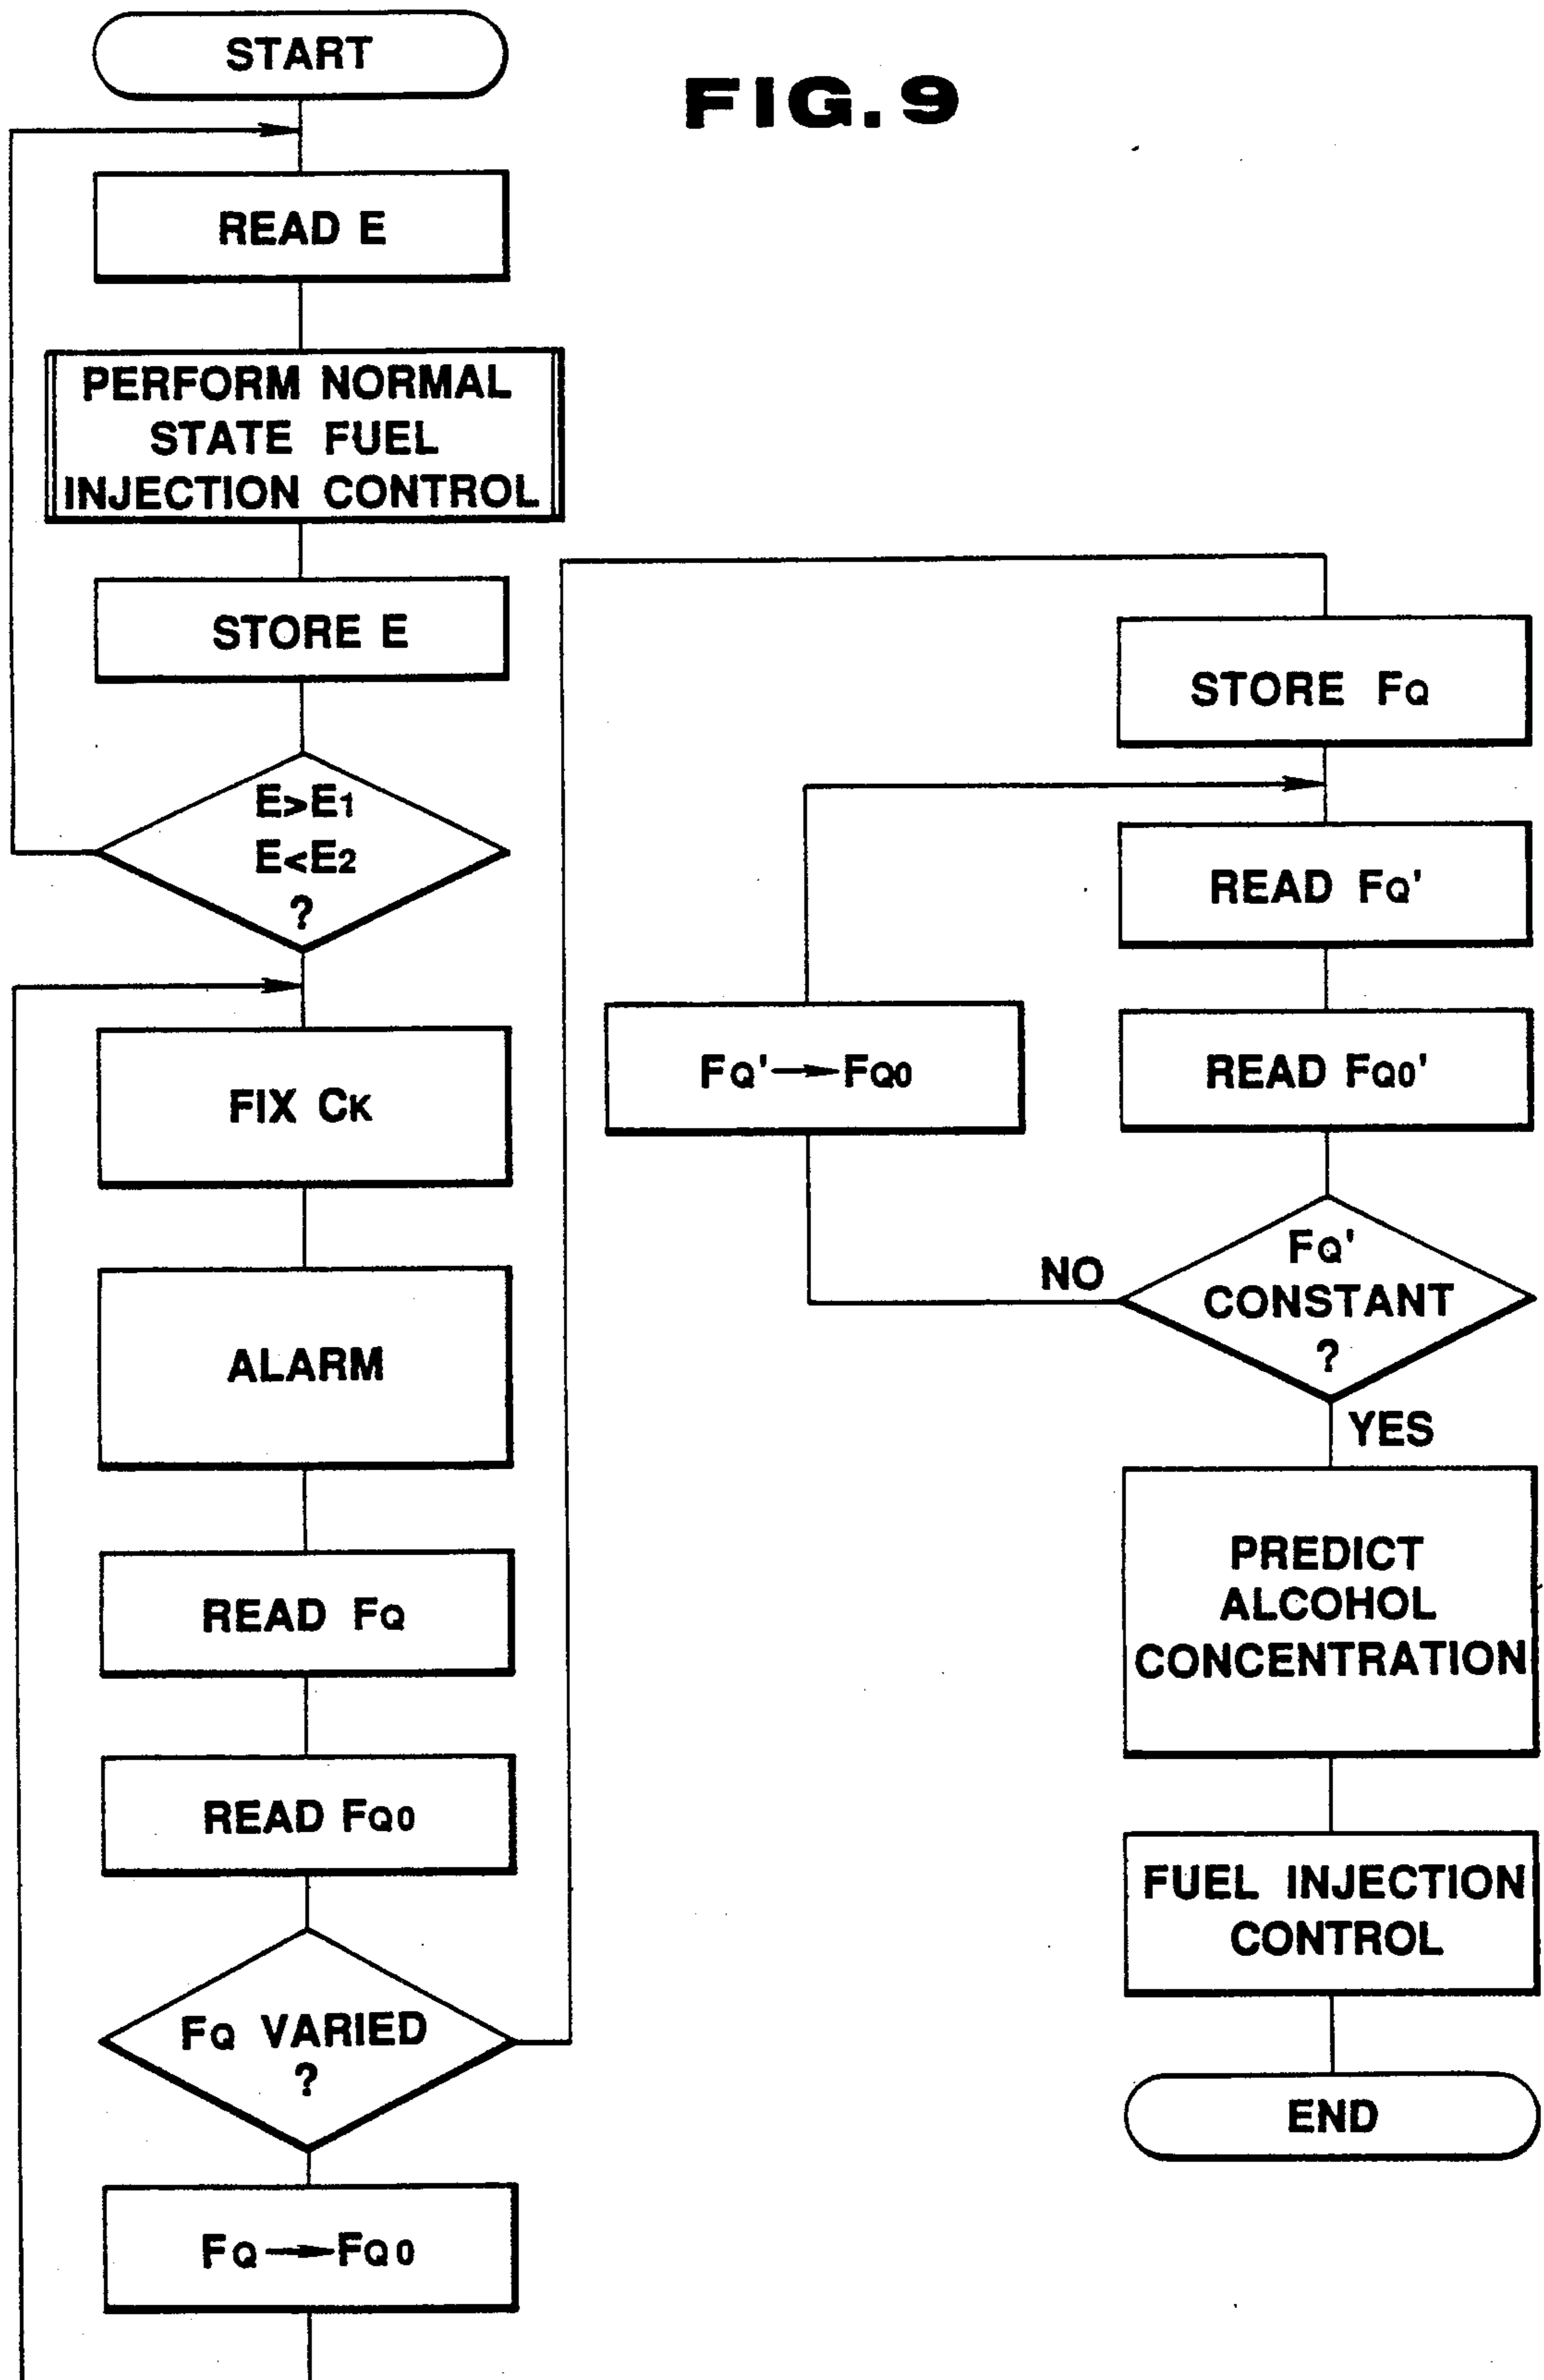 START
FIG. 9
READ E
PERFORM NORMAL
STATE FUEL
INJECTION CONTROL
STORE E
E>E1
E<E2
?
FIX CK
ALARM
READ FQ
READ FQ0
FQ VARIED
?
FQ→FQ0
STORE FQ
READ FQ'
READ FQ0'
FQ'→FQ0
FQ'
CONSTANT
?
NO
YES
PREDICT
ALCOHOL
CONCENTRATION
FUEL INJECTION
CONTROL
END